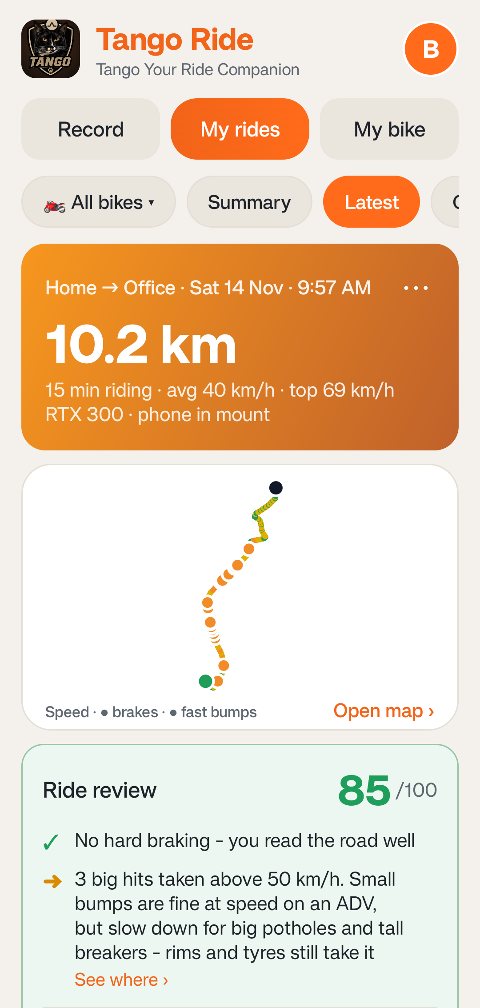 TANGO
Tango Ride
Tango Your Ride Companion
B
Record
My rides
My bike
All bikes ▾
Summary
Latest
Home → Office · Sat 14 Nov · 9:57 AM
10.2 km
15 min riding · avg 40 km/h · top 69 km/h
RTX 300 · phone in mount
Speed · ● brakes · ● fast bumps
Open map ›
Ride review
85 /100
✓ No hard braking – you read the road well
➔ 3 big hits taken above 50 km/h. Small
bumps are fine at speed on an ADV,
but slow down for big potholes and tall
breakers – rims and tyres still take it
See where ›